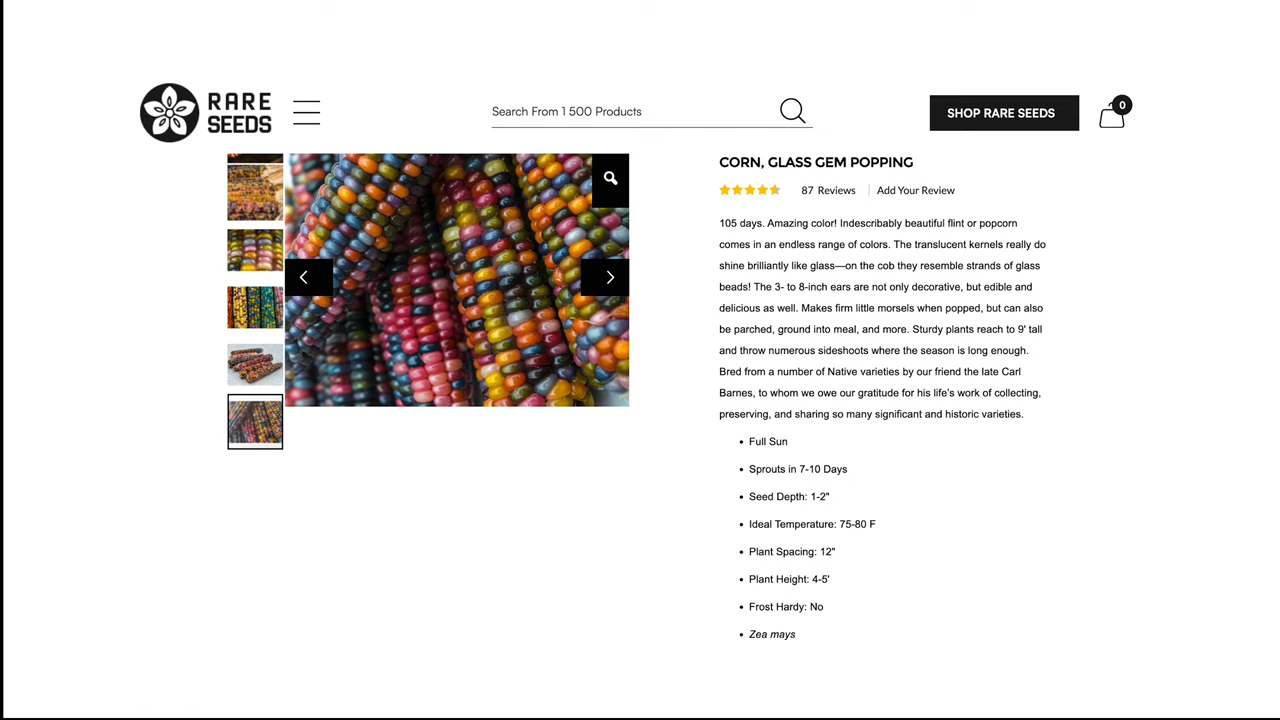 RARE
SEEDS
Search From 1 500 Products
SHOP RARE SEEDS
0
CORN, GLASS GEM POPPING
87 Reviews
Add Your Review
105 days. Amazing color! Indescribably beautiful flint or popcorn
comes in an endless range of colors. The translucent kernels really do
shine brilliantly like glass—on the cob they resemble strands of glass
beads! The 3- to 8-inch ears are not only decorative, but edible and
delicious as well. Makes firm little morsels when popped, but can also
be parched, ground into meal, and more. Sturdy plants reach to 9' tall
and throw numerous sideshoots where the season is long enough.
Bred from a number of Native varieties by our friend the late Carl
Barnes, to whom we owe our gratitude for his life’s work of collecting,
preserving, and sharing so many significant and historic varieties.
• Full Sun
• Sprouts in 7-10 Days
• Seed Depth: 1-2"
• Ideal Temperature: 75-80 F
• Plant Spacing: 12"
• Plant Height: 4-5'
• Frost Hardy: No
• Zea mays